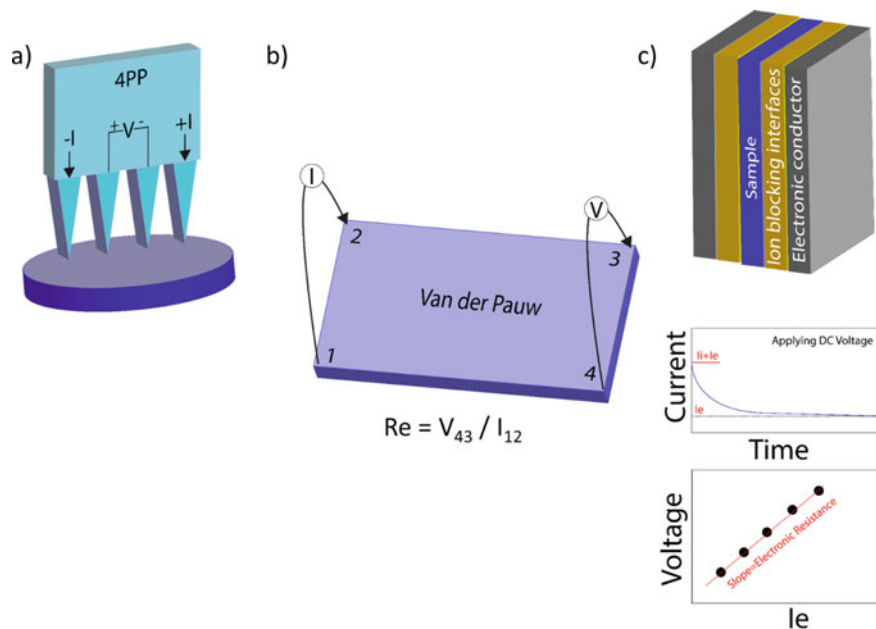 a)
4PP
-I
+V-
+I
b)
I
V
2
3
Van der Pauw
1
4
Re = V₄₃ / I₁₂
c)
Sample
Ion blocking interfaces
Electronic conductor
Applying DC Voltage
Ii+Ie
Ie
Current
Time
Voltage
Slope=Electronic Resistance
Ie